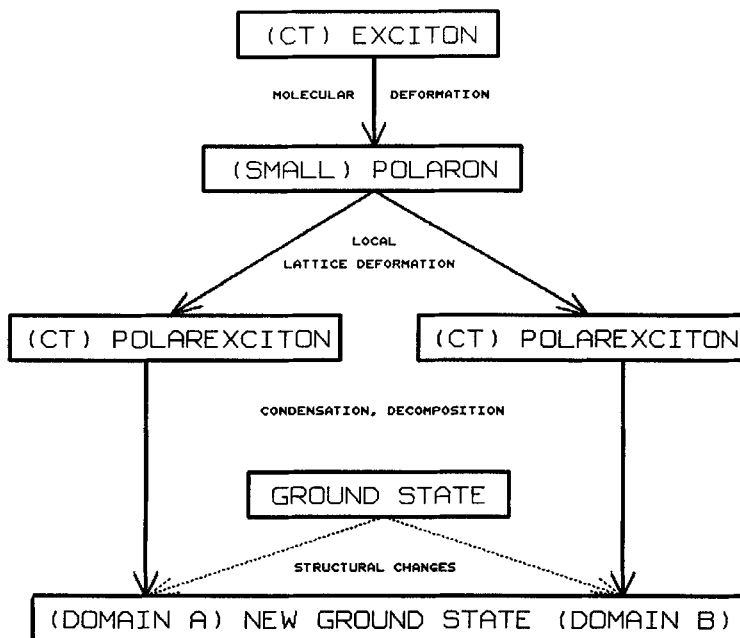 (CT) EXCITON
MOLECULAR DEFORMATION
(SMALL) POLARON
LOCAL
LATTICE DEFORMATION
(CT) POLAREXCITON (CT) POLAREXCITON
CONDENSATION, DECOMPOSITION
GROUND STATE
STRUCTURAL CHANGES
(DOMAIN A) NEW GROUND STATE (DOMAIN B)